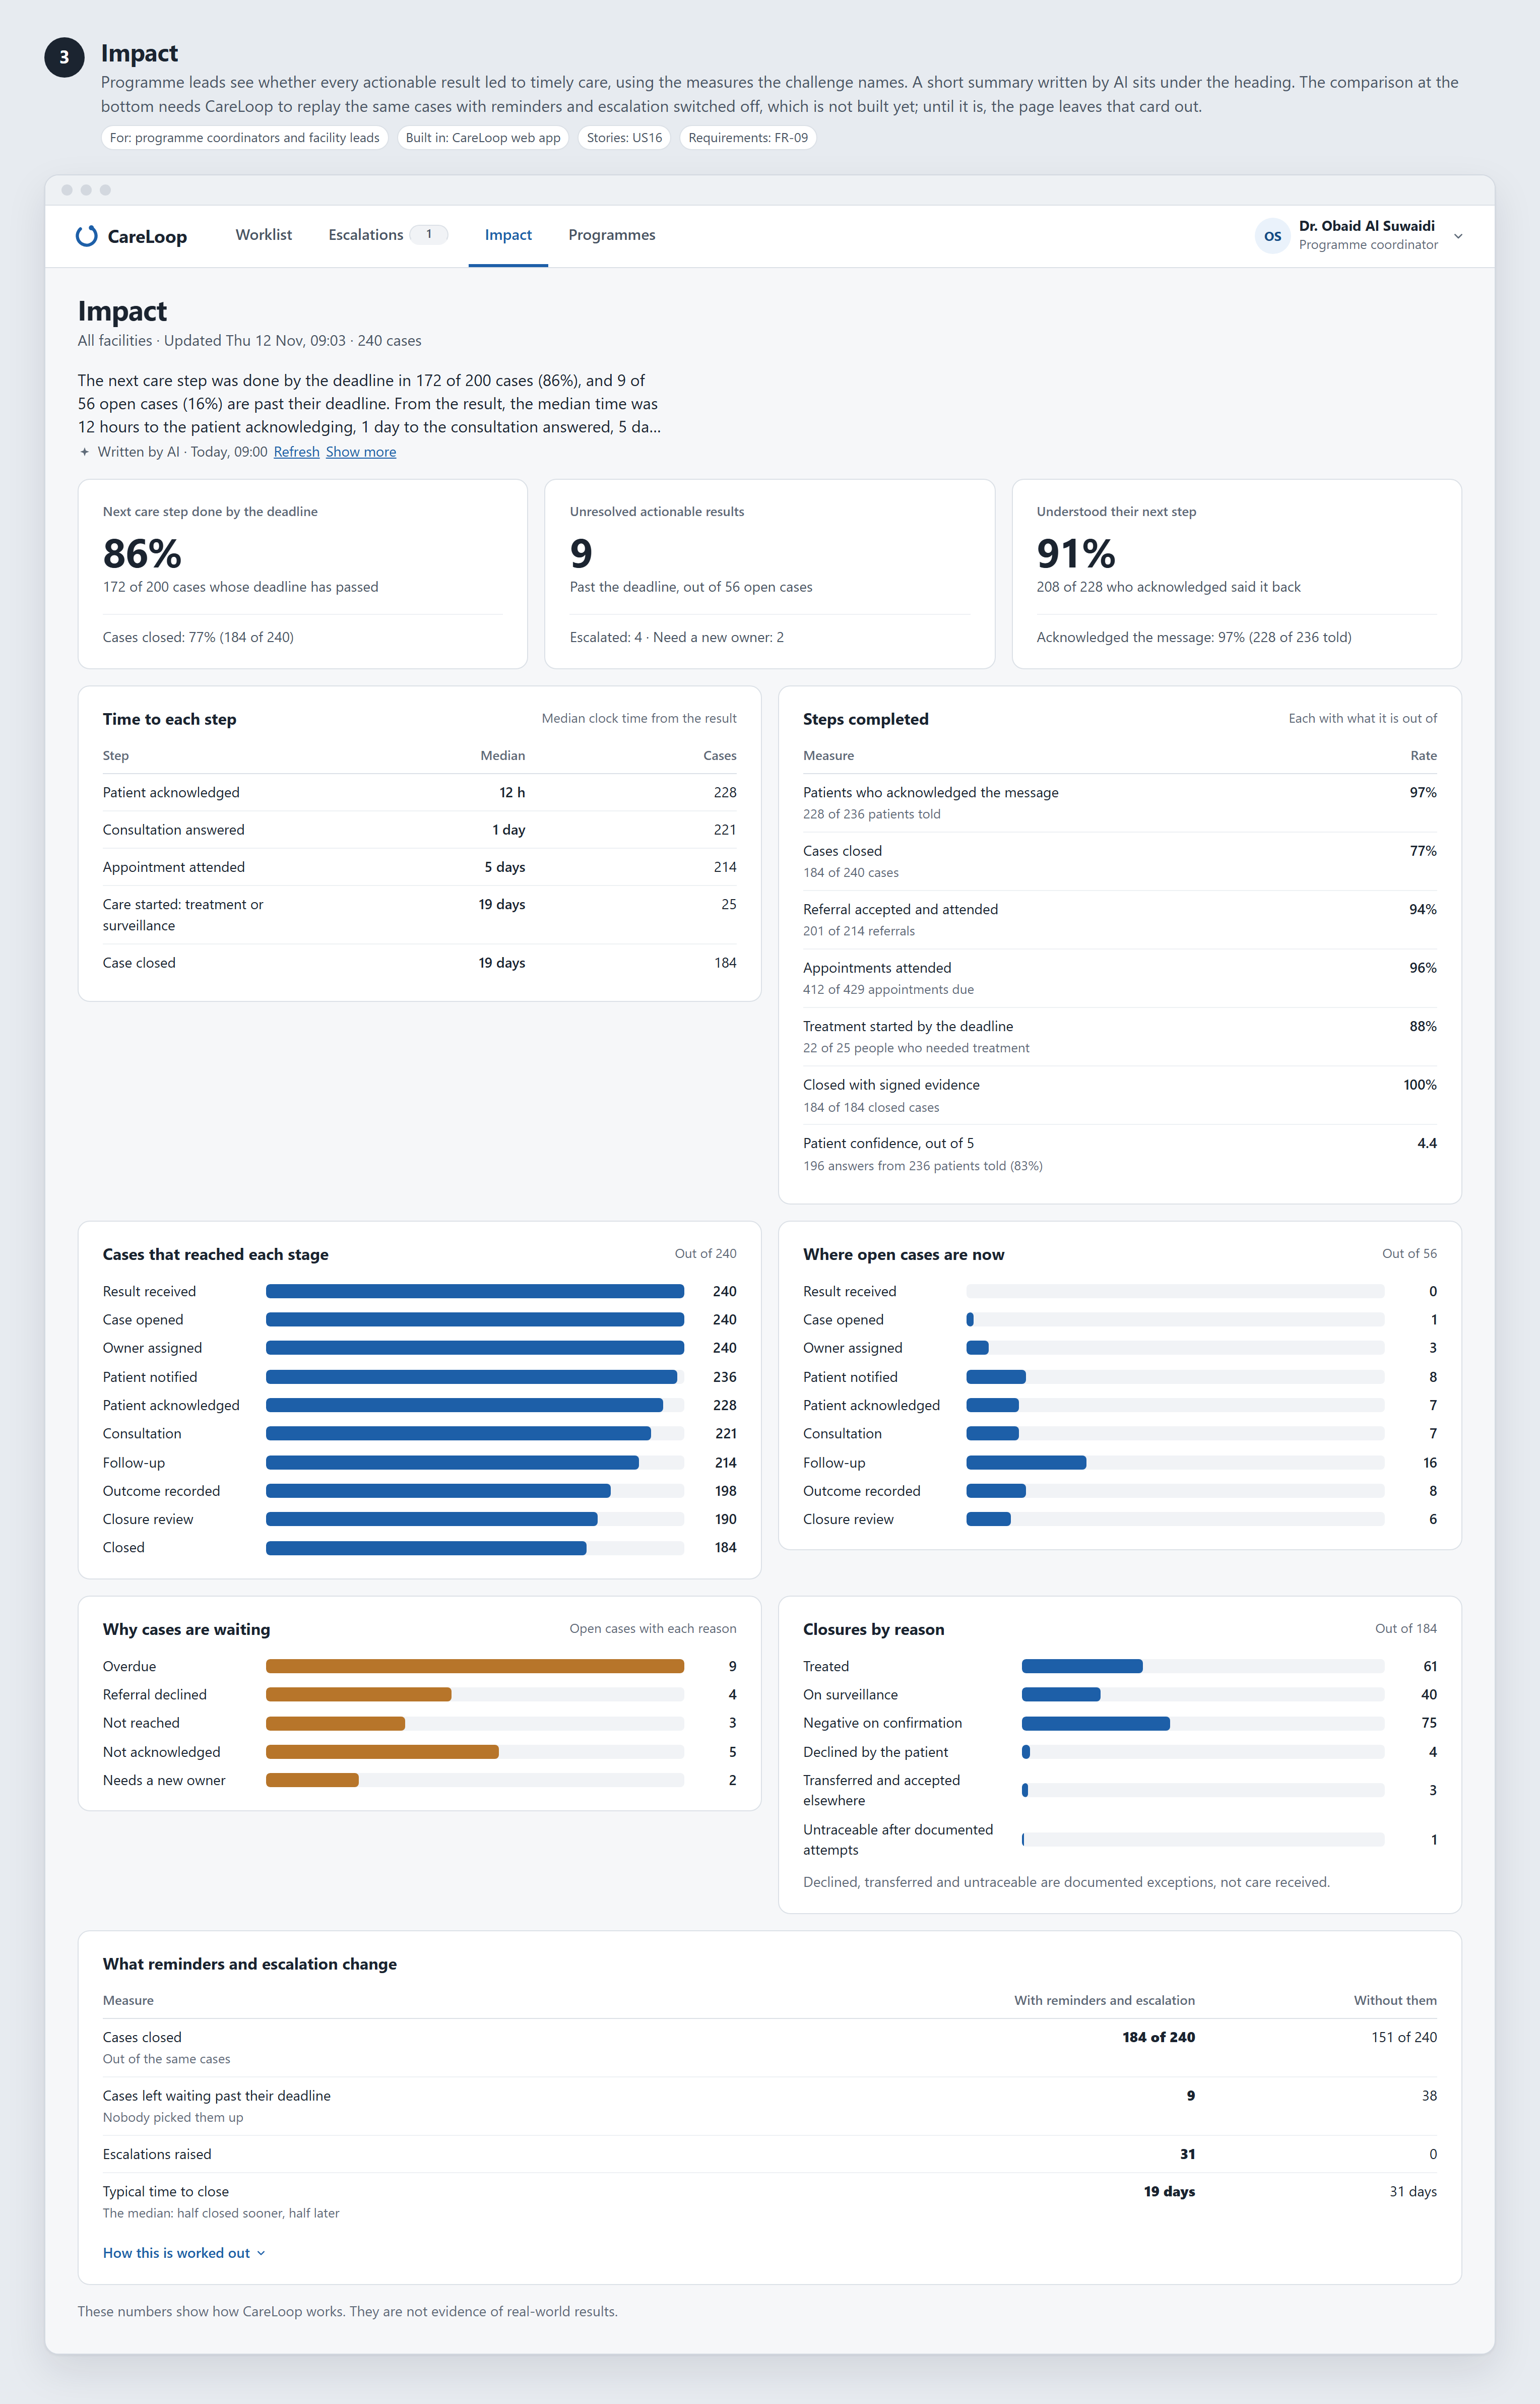 3
Impact
Programme leads see whether every actionable result led to timely care, using the measures the challenge names. A short summary written by AI sits under the heading. The comparison at the
bottom needs CareLoop to replay the same cases with reminders and escalation switched off, which is not built yet; until it is, the page leaves that card out.
For: programme coordinators and facility leads
Built in: CareLoop web app
Stories: US16
Requirements: FR-09
CareLoop
Worklist
Escalations 1
Impact
Programmes
OS
Dr. Obaid Al Suwaidi
Programme coordinator
Impact
All facilities · Updated Thu 12 Nov, 09:03 · 240 cases
The next care step was done by the deadline in 172 of 200 cases (86%), and 9 of
56 open cases (16%) are past their deadline. From the result, the median time was
12 hours to the patient acknowledging, 1 day to the consultation answered, 5 da...
Written by AI · Today, 09:00 Refresh Show more
Next care step done by the deadline
86%
172 of 200 cases whose deadline has passed
Cases closed: 77% (184 of 240)
Unresolved actionable results
9
Past the deadline, out of 56 open cases
Escalated: 4 · Need a new owner: 2
Understood their next step
91%
208 of 228 who acknowledged said it back
Acknowledged the message: 97% (228 of 236 told)
Time to each step
Median clock time from the result
Step Median Cases
Patient acknowledged 12 h 228
Consultation answered 1 day 221
Appointment attended 5 days 214
Care started: treatment or 19 days 25
surveillance
Case closed 19 days 184
Steps completed
Each with what it is out of
Measure Rate
Patients who acknowledged the message 97%
228 of 236 patients told
Cases closed 77%
184 of 240 cases
Referral accepted and attended 94%
201 of 214 referrals
Appointments attended 96%
412 of 429 appointments due
Treatment started by the deadline 88%
22 of 25 people who needed treatment
Closed with signed evidence 100%
184 of 184 closed cases
Patient confidence, out of 5 4.4
196 answers from 236 patients told (83%)
Cases that reached each stage
Out of 240
Result received 240
Case opened 240
Owner assigned 240
Patient notified 236
Patient acknowledged 228
Consultation 221
Follow-up 214
Outcome recorded 198
Closure review 190
Closed 184
Where open cases are now
Out of 56
Result received 0
Case opened 1
Owner assigned 3
Patient notified 8
Patient acknowledged 7
Consultation 7
Follow-up 16
Outcome recorded 8
Closure review 6
Why cases are waiting
Open cases with each reason
Overdue 9
Referral declined 4
Not reached 3
Not acknowledged 5
Needs a new owner 2
Closures by reason
Out of 184
Treated 61
On surveillance 40
Negative on confirmation 75
Declined by the patient 4
Transferred and accepted
elsewhere 3
Untraceable after documented
attempts 1
Declined, transferred and untraceable are documented exceptions, not care received.
What reminders and escalation change
Measure With reminders and escalation Without them
Cases closed 184 of 240 151 of 240
Out of the same cases
Cases left waiting past their deadline 9 38
Nobody picked them up
Escalations raised 31 0
Typical time to close 19 days 31 days
The median: half closed sooner, half later
How this is worked out
These numbers show how CareLoop works. They are not evidence of real-world results.